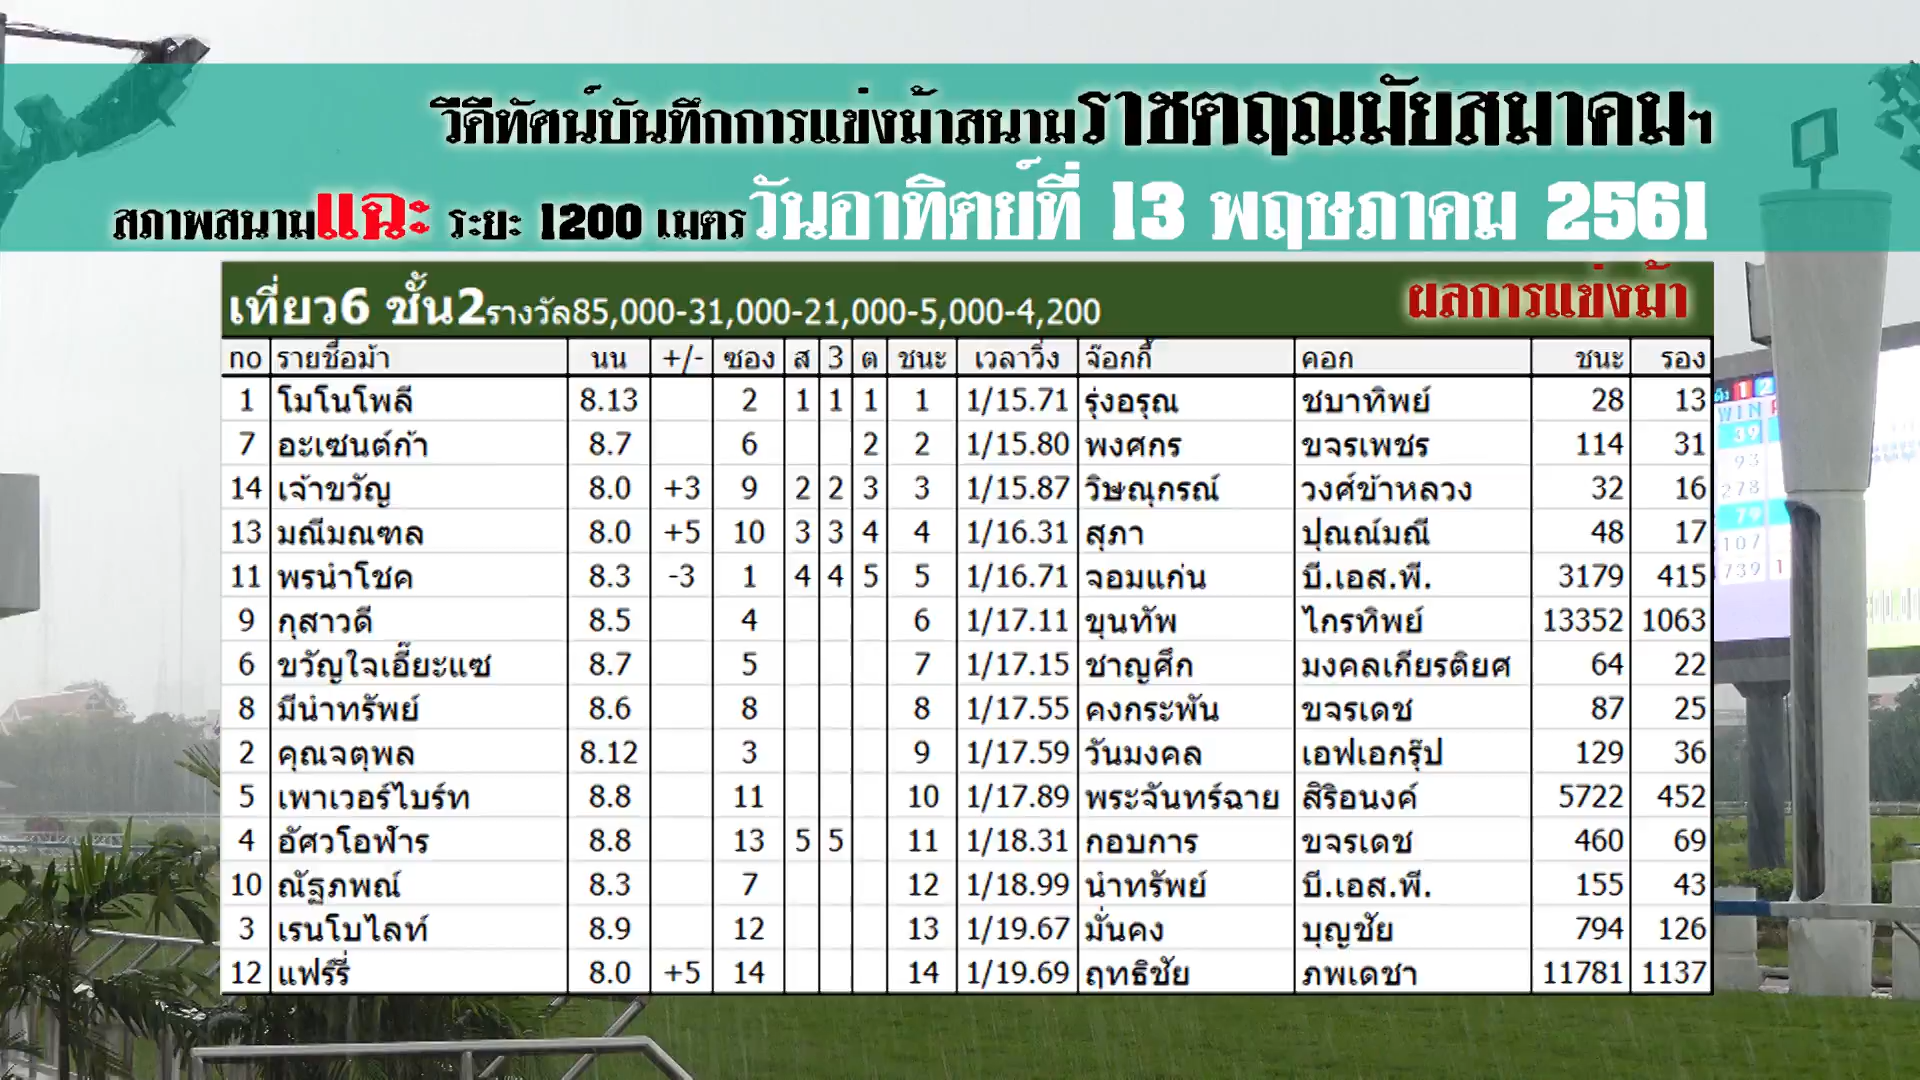 วีดีทัศน์บันทึกการแข่งม้าสนามราชตฤณมัยสมาคมฯ
สภาพสนามแฉะ ระยะ 1200 เมตร วันอาทิตย์ที่ 13 พฤษภาคม 2561
เที่ยว6 ชั้น2รางวัล85,000-31,000-21,000-5,000-4,200 ผลการแข่งม้า
no รายชื่อม้า นน +/- ซอง ส 3 ต ชนะ เวลาวิ่ง จ๊อกกี้ คอก ชนะ รอง
1 โมโนโพลี 8.13 2 1 1 1 1 1/15.71 รุ่งอรุณ ชบาทิพย์ 28 13
7 อะเซนต์ก้า 8.7 6 2 2 1/15.80 พงศกร ขจรเพชร 114 31
14 เจ้าขวัญ 8.0 +3 9 2 2 3 3 1/15.87 วิษณุกรณ์ วงศ์ข้าหลวง 32 16
13 มณีมณฑล 8.0 +5 10 3 3 4 4 1/16.31 สุภา ปุณณ์มณี 48 17
11 พรนำโชค 8.3 -3 1 4 4 5 5 1/16.71 จอมแก่น บี.เอส.พี. 3179 415
9 กุสาวดี 8.5 4 6 1/17.11 ขุนทัพ ไกรทิพย์ 13352 1063
6 ขวัญใจเอี๊ยะแซ 8.7 5 7 1/17.15 ชาญศึก มงคลเกียรติยศ 64 22
8 มีนำทรัพย์ 8.6 8 8 1/17.55 คงกระพัน ขจรเดช 87 25
2 คุณจตุพล 8.12 3 9 1/17.59 วันมงคล เอฟเอกรุ๊ป 129 36
5 เพาเวอร์ไบร์ท 8.8 11 10 1/17.89 พระจันทร์ฉาย สิริอนงค์ 5722 452
4 อัศวโอฬาร 8.8 13 5 5 11 1/18.31 กอบการ ขจรเดช 460 69
10 ณัฐภพณ์ 8.3 7 12 1/18.99 นำทรัพย์ บี.เอส.พี. 155 43
3 เรนโบไลท์ 8.9 12 13 1/19.67 มั่นคง บุญชัย 794 126
12 แฟร์รี่ 8.0 +5 14 14 1/19.69 ฤทธิชัย ภพเดชา 11781 1137
1 2
WIN
39
93
278
79
107
739